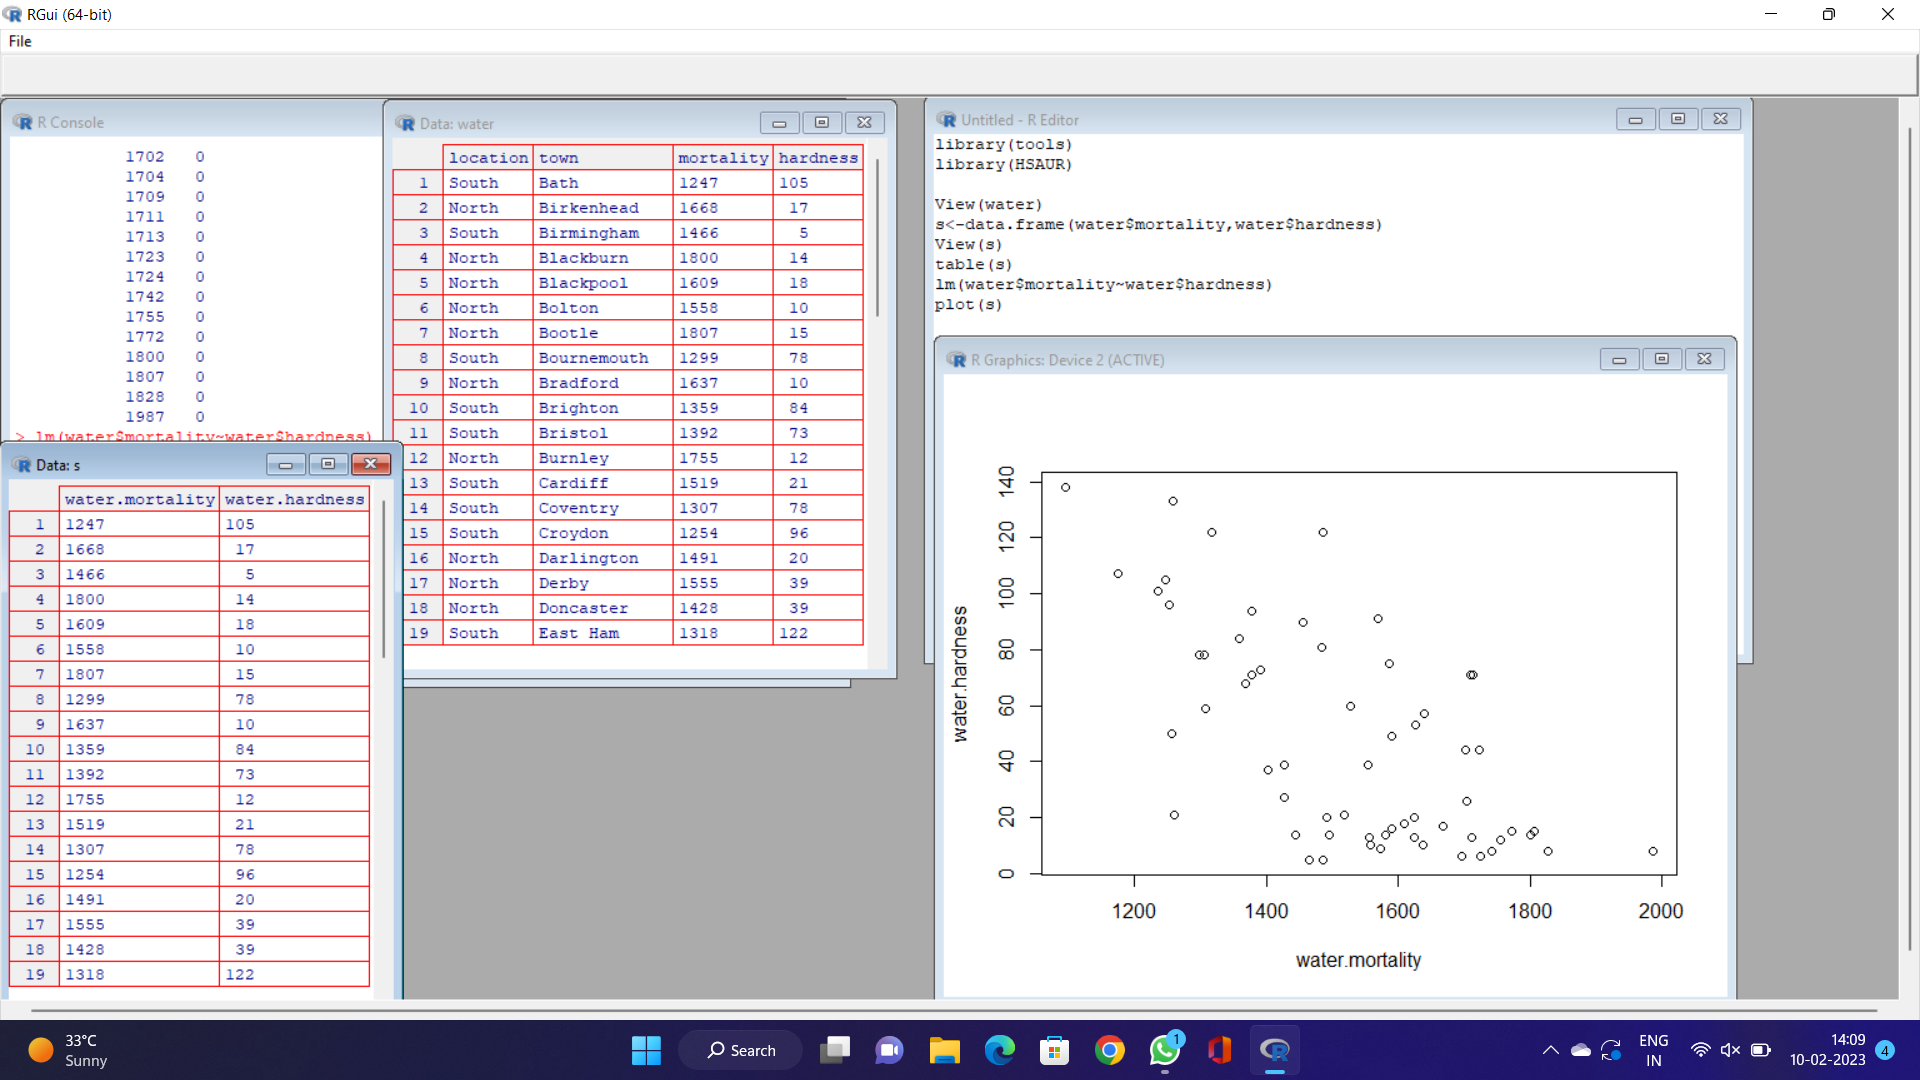 RGui (64-bit)
File
R Console
1702 0
1704 0
1709 0
1711 0
1713 0
1723 0
1724 0
1742 0
1755 0
1772 0
1800 0
1807 0
1828 0
1987 0
> lm(water$mortality~water$hardness)
Data: water
location town mortality hardness
1 South Bath 1247 105
2 North Birkenhead 1668 17
3 South Birmingham 1466 5
4 North Blackburn 1800 14
5 North Blackpool 1609 18
6 North Bolton 1558 10
7 North Bootle 1807 15
8 South Bournemouth 1299 78
9 North Bradford 1637 10
10 South Brighton 1359 84
11 South Bristol 1392 73
12 North Burnley 1755 12
13 South Cardiff 1519 21
14 South Coventry 1307 78
15 South Croydon 1254 96
16 North Darlington 1491 20
17 North Derby 1555 39
18 North Doncaster 1428 39
19 South East Ham 1318 122
Data: s
water.mortality water.hardness
1 1247 105
2 1668 17
3 1466 5
4 1800 14
5 1609 18
6 1558 10
7 1807 15
8 1299 78
9 1637 10
10 1359 84
11 1392 73
12 1755 12
13 1519 21
14 1307 78
15 1254 96
16 1491 20
17 1555 39
18 1428 39
19 1318 122
Untitled - R Editor
library(tools)
library(HSAUR)
View(water)
s<-data.frame(water$mortality,water$hardness)
View(s)
table(s)
lm(water$mortality~water$hardness)
plot(s)
R Graphics: Device 2 (ACTIVE)
140
120
100
80
60
40
20
0
water.hardness
1200 1400 1600 1800 2000
water.mortality
33°C
Sunny
Search
1
ENG
IN
14:09
10-02-2023
4